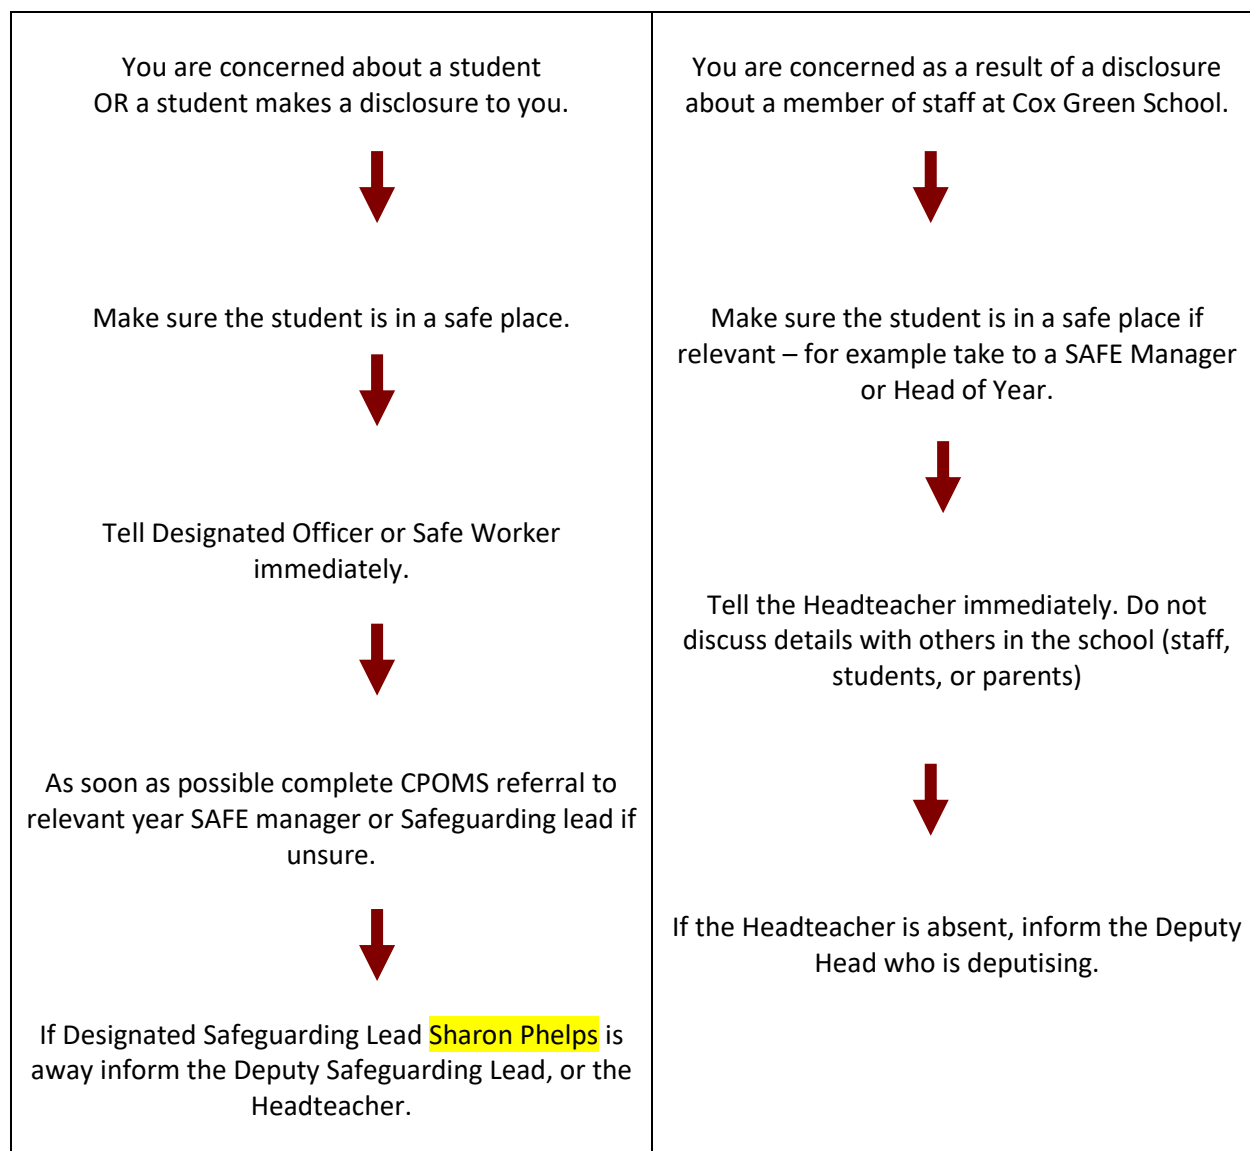 You are concerned about a student
OR a student makes a disclosure to you.
Make sure the student is in a safe place.
Tell Designated Officer or Safe Worker
immediately.
As soon as possible complete CPOMS referral to
relevant year SAFE manager or Safeguarding lead if
unsure.
If Designated Safeguarding Lead Sharon Phelps is
away inform the Deputy Safeguarding Lead, or the
Headteacher.
You are concerned as a result of a disclosure
about a member of staff at Cox Green School.
Make sure the student is in a safe place if
relevant – for example take to a SAFE Manager
or Head of Year.
Tell the Headteacher immediately. Do not
discuss details with others in the school (staff,
students, or parents)
If the Headteacher is absent, inform the Deputy
Head who is deputising.